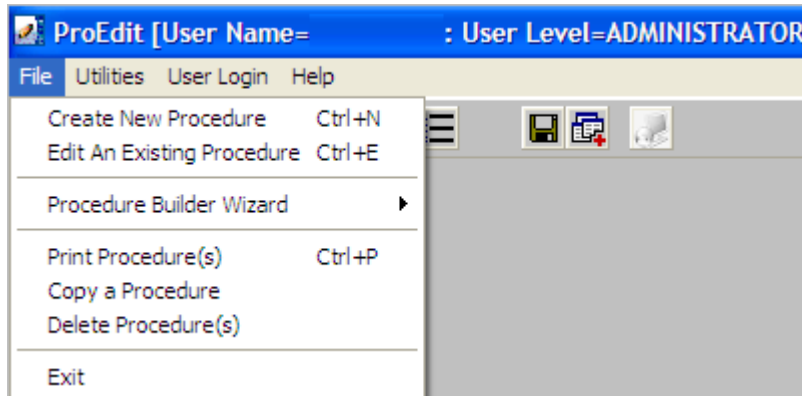 ProEdit [User Name= : User Level=ADMINISTRATOR
File Utilities User Login Help
Create New Procedure Ctrl+N
Edit An Existing Procedure Ctrl+E
Procedure Builder Wizard
Print Procedure(s) Ctrl+P
Copy a Procedure
Delete Procedure(s)
Exit